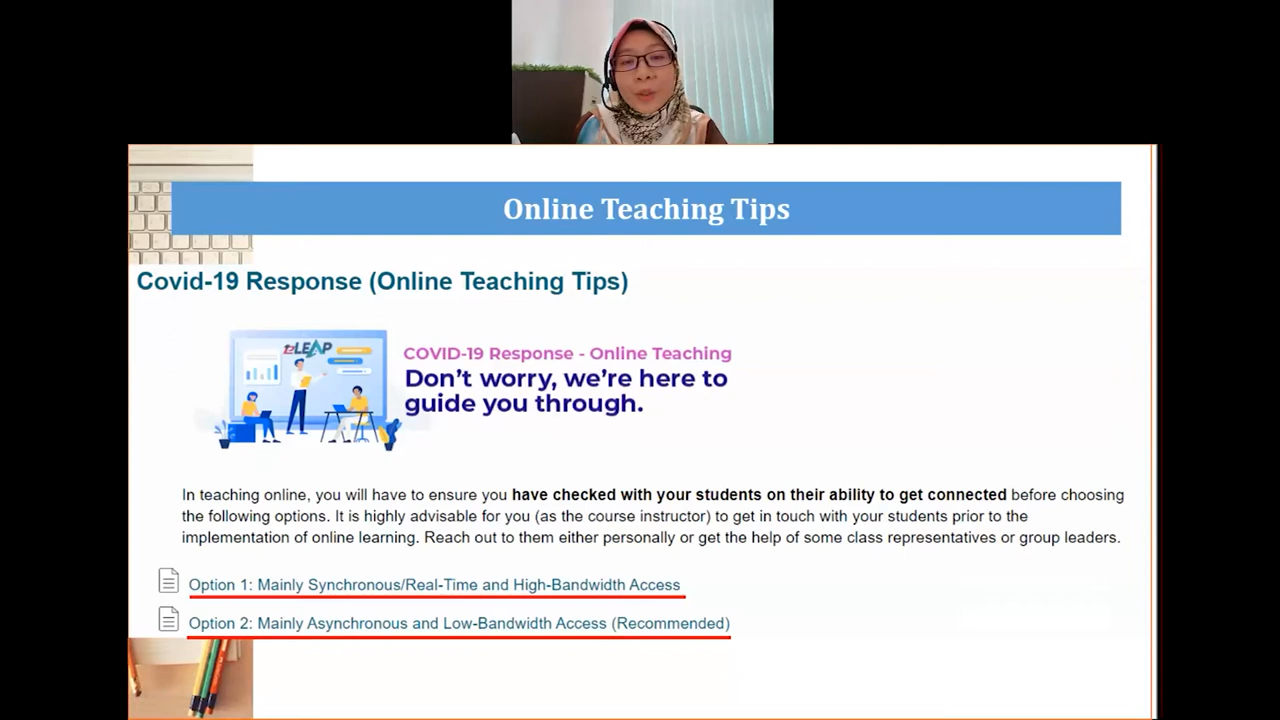 Online Teaching Tips
Covid-19 Response (Online Teaching Tips)
eLEAP
COVID-19 Response - Online Teaching
Don't worry, we're here to
guide you through.
In teaching online, you will have to ensure you have checked with your students on their ability to get connected before choosing
the following options. It is highly advisable for you (as the course instructor) to get in touch with your students prior to the
implementation of online learning. Reach out to them either personally or get the help of some class representatives or group leaders.
Option 1: Mainly Synchronous/Real-Time and High-Bandwidth Access
Option 2: Mainly Asynchronous and Low-Bandwidth Access (Recommended)